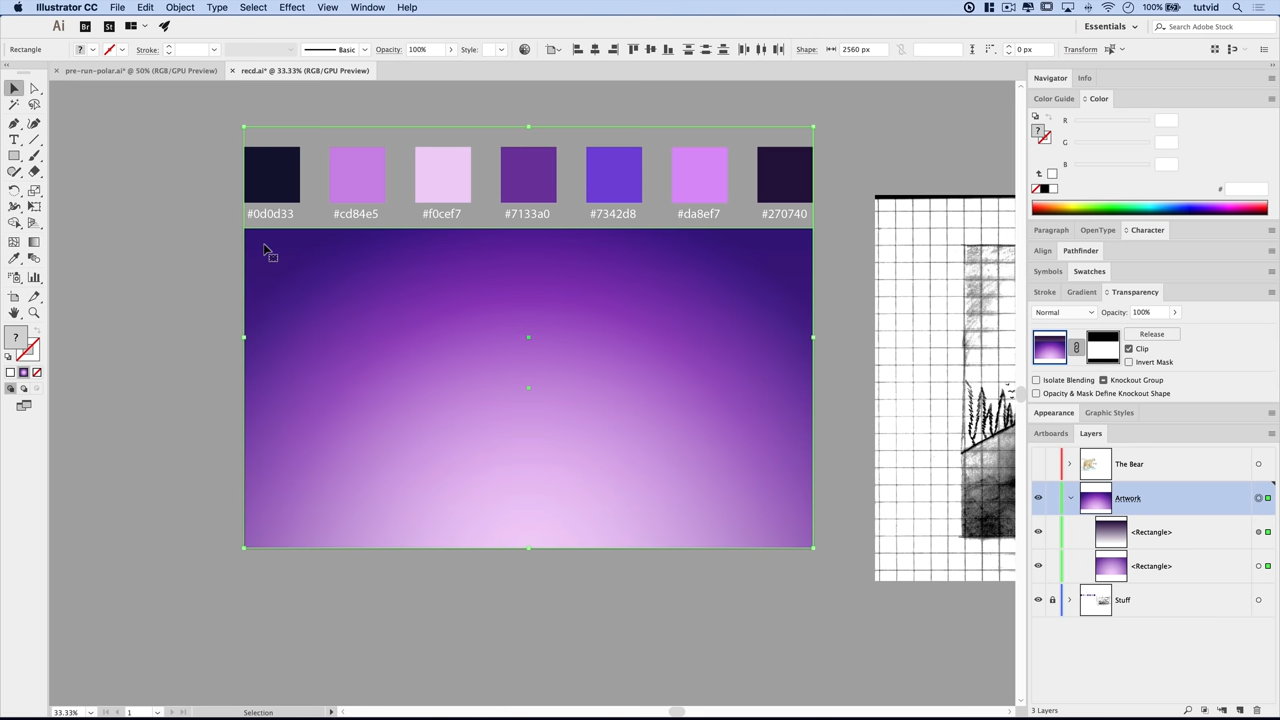 Illustrator CC File Edit Object Type Select Effect View Window Help 100% tutvid
Ai Br St Essentials Search Adobe Stock
Rectangle ? Stroke: Basic Opacity: 100% Style: Shape: 2560 px 0 px Transform
pre-run-polar.ai* @ 50% (RGB/GPU Preview) recd.ai* @ 33.33% (RGB/GPU Preview)
Navigator Info
Color Guide Color
R
G
B
#
#0d0d33 #cd84e5 #f0cef7 #7133a0 #7342d8 #da8ef7 #270740
Paragraph OpenType Character
Align Pathfinder
Symbols Swatches
Stroke Gradient Transparency
Normal Opacity: 100%
Release
Clip
Invert Mask
Isolate Blending Knockout Group
Opacity & Mask Define Knockout Shape
Appearance Graphic Styles
Artboards Layers
The Bear
Artwork
<Rectangle>
<Rectangle>
Stuff
33.33% 1 Selection 3 Layers